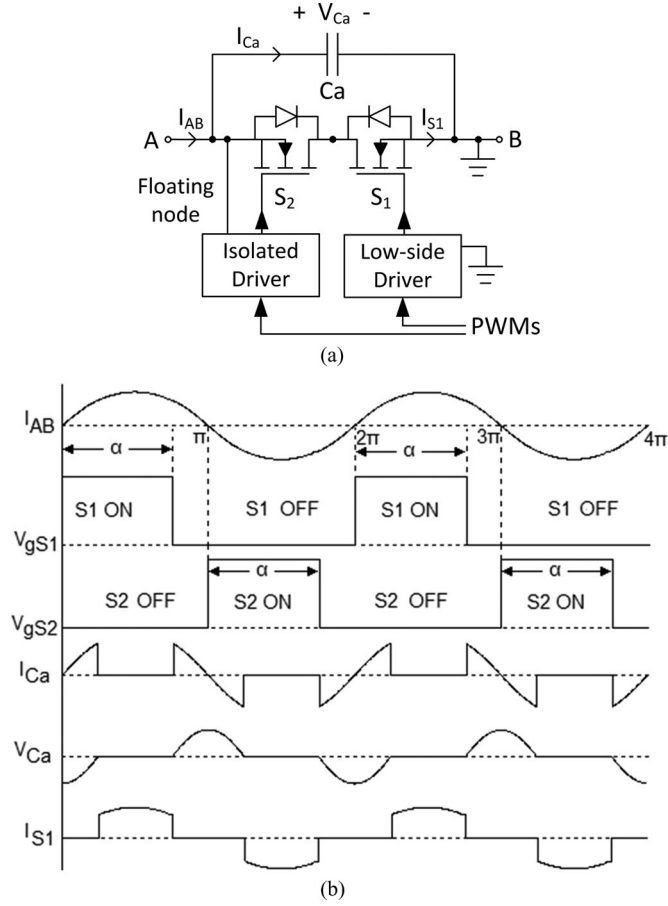 + V_Ca -
I_Ca
Ca
A I_AB I_S1 B
Floating
node
S_2 S_1
Isolated
Driver
Low-side
Driver
PWMs
(a)
I_AB π 2π 3π 4π
α α
S1 ON S1 OFF S1 ON S1 OFF
V_gS1
α α
S2 OFF S2 ON S2 OFF S2 ON
V_gS2
I_Ca
V_Ca
I_S1
(b)